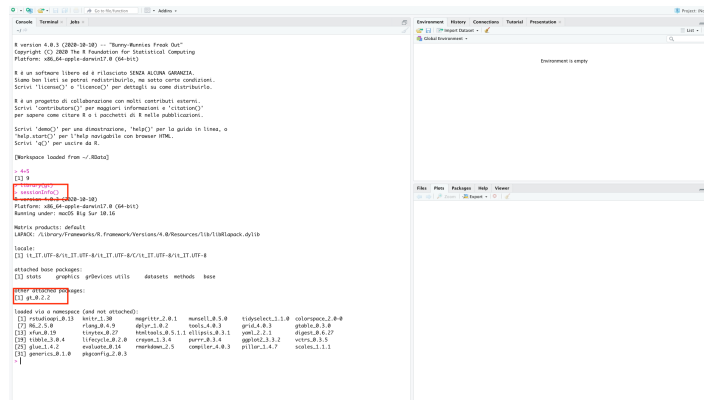 Go to file/function
Addins
Project: (No
Console Terminal Jobs
R version 4.0.3 (2020-10-10) -- "Bunny-Wunnies Freak Out"
Copyright (C) 2020 The R Foundation for Statistical Computing
Platform: x86_64-apple-darwin17.0 (64-bit)
R è un software libero ed è rilasciato SENZA ALCUNA GARANZIA.
Siamo ben lieti se potrai redistribuirlo, ma sotto certe condizioni.
Scrivi 'license()' o 'licence()' per dettagli su come distribuirlo.
R è un progetto di collaborazione con molti contributi esterni.
Scrivi 'contributors()' per maggiori informazioni e 'citation()'
per sapere come citare R o i pacchetti di R nelle pubblicazioni.
Scrivi 'demo()' per una dimostrazione, 'help()' per la guida in linea, o
'help.start()' per l'help navigabile con browser HTML.
Scrivi 'q()' per uscire da R.
[Workspace loaded from ~/.RData]
> 4+5
[1] 9
> library(gt)
> sessionInfo()
R version 4.0.3 (2020-10-10)
Platform: x86_64-apple-darwin17.0 (64-bit)
Running under: macOS Big Sur 10.16
Matrix products: default
LAPACK: /Library/Frameworks/R.framework/Versions/4.0/Resources/lib/libRlapack.dylib
locale:
[1] it_IT.UTF-8/it_IT.UTF-8/it_IT.UTF-8/C/it_IT.UTF-8/it_IT.UTF-8
attached base packages:
[1] stats graphics grDevices utils datasets methods base
other attached packages:
[1] gt_0.2.2
loaded via a namespace (and not attached):
[1] rstudioapi_0.13 knitr_1.30 magrittr_2.0.1 munsell_0.5.0 tidyselect_1.1.0 colorspace_2.0-0
[7] R6_2.5.0 rlang_0.4.9 dplyr_1.0.2 tools_4.0.3 grid_4.0.3 gtable_0.3.0
[13] xfun_0.19 tinytex_0.27 htmltools_0.5.1.1 ellipsis_0.3.1 yaml_2.2.1 digest_0.6.27
[19] tibble_3.0.4 lifecycle_0.2.0 crayon_1.3.4 purrr_0.3.4 ggplot2_3.3.2 vctrs_0.3.5
[25] glue_1.4.2 evaluate_0.14 rmarkdown_2.5 compiler_4.0.3 pillar_1.4.7 scales_1.1.1
[31] generics_0.1.0 pkgconfig_2.0.3
>
Environment History Connections Tutorial Presentation
Import Dataset
List
Global Environment
Environment is empty
Files Plots Packages Help Viewer
Zoom Export